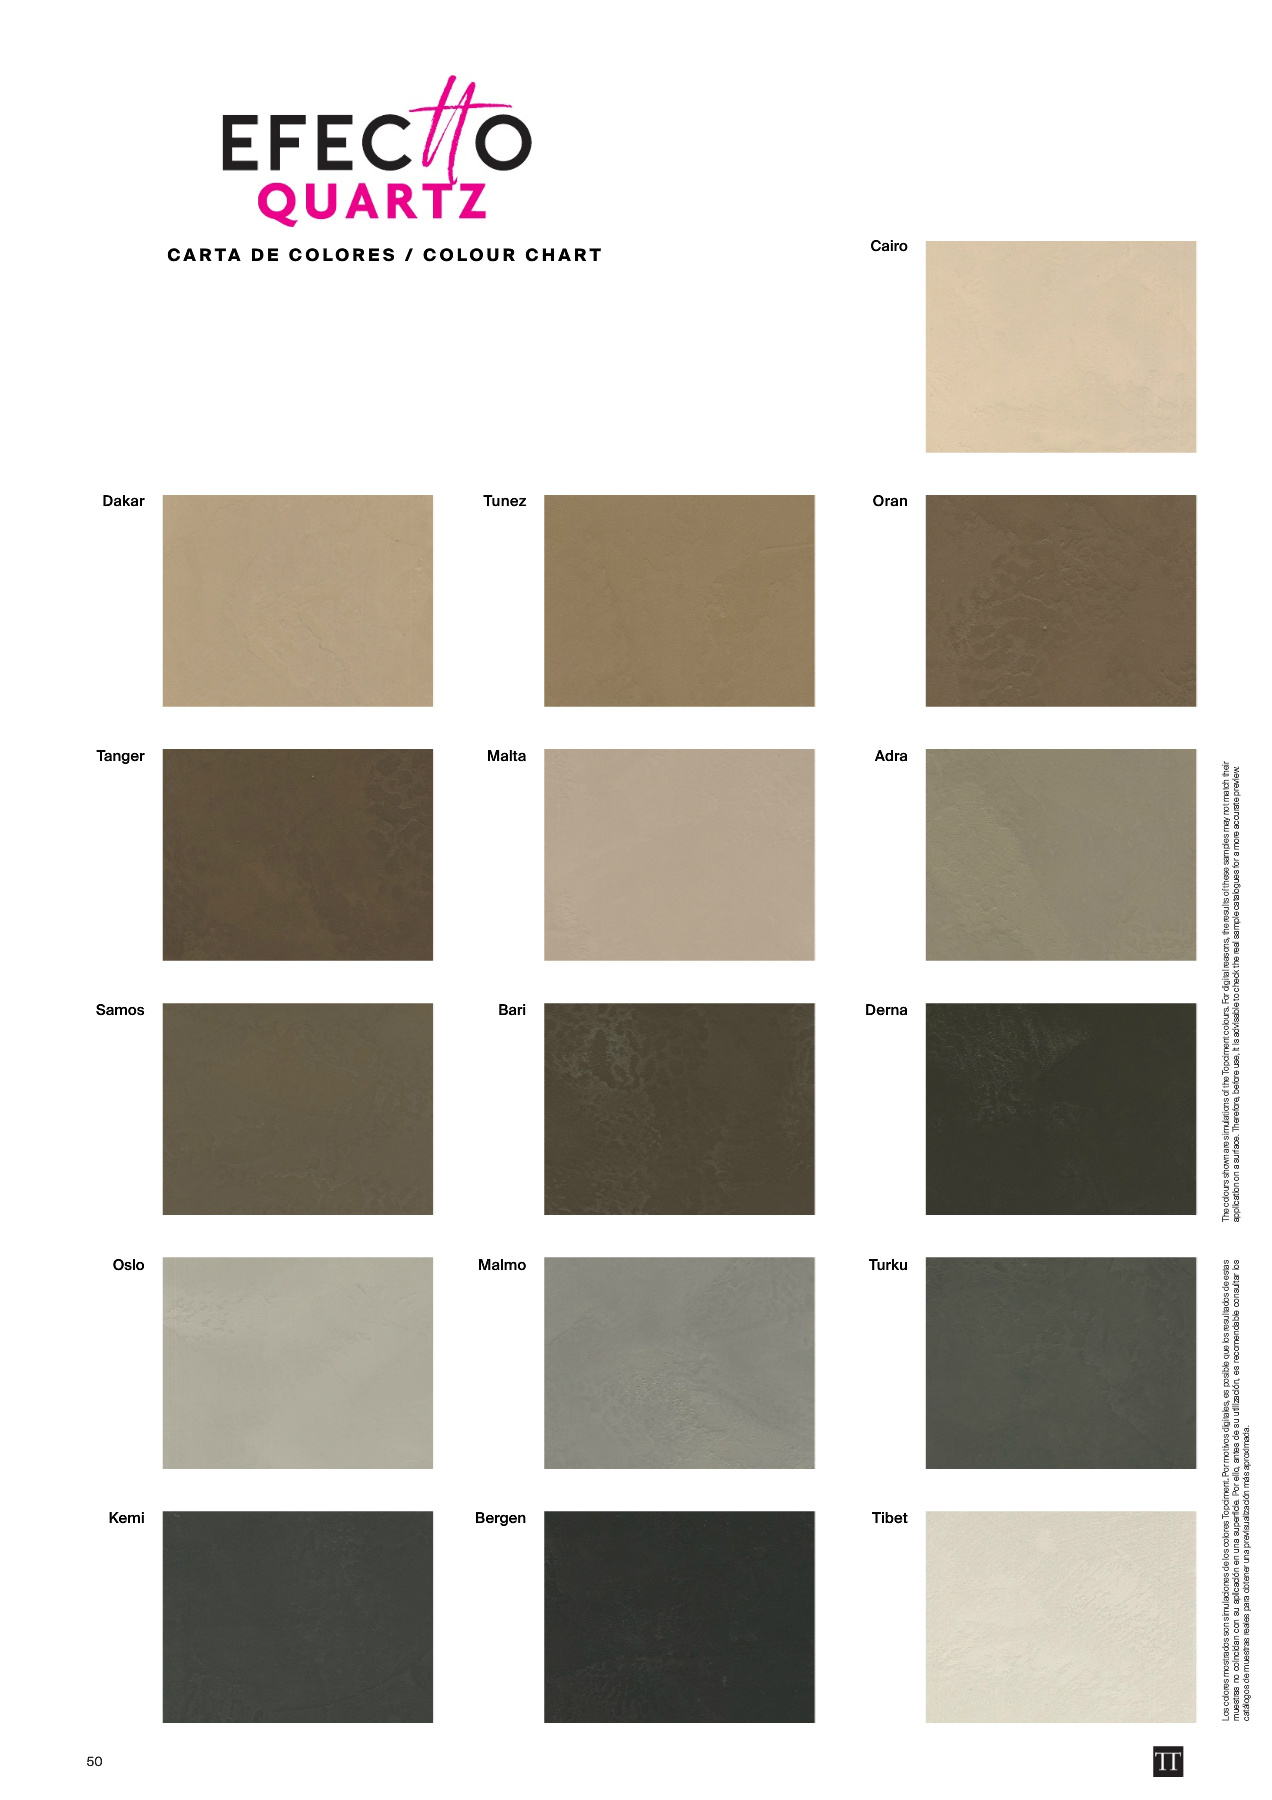 EFECTTO
QUARTZ
CARTA DE COLORES / COLOUR CHART
Cairo
Dakar
Tunez
Oran
Tanger
Malta
Adra
Samos
Bari
Derna
Oslo
Malmo
Turku
Kemi
Bergen
Tibet
The colours shown are simulations of the Topciment colours. For digital reasons, the results of these samples may not match their
application on a surface. Therefore, before use, it is advisable to check the real sample catalogues for a more accurate preview.
Los colores mostrados son simulaciones de los colores Topciment. Por motivos digitales, es posible que los resultados de estas
muestras no coincidan con su aplicación en una superficie. Por ello, antes de su utilización, es recomendable consultar los
catálogos de muestras reales para obtener una previsualización más aproximada.
50
TT